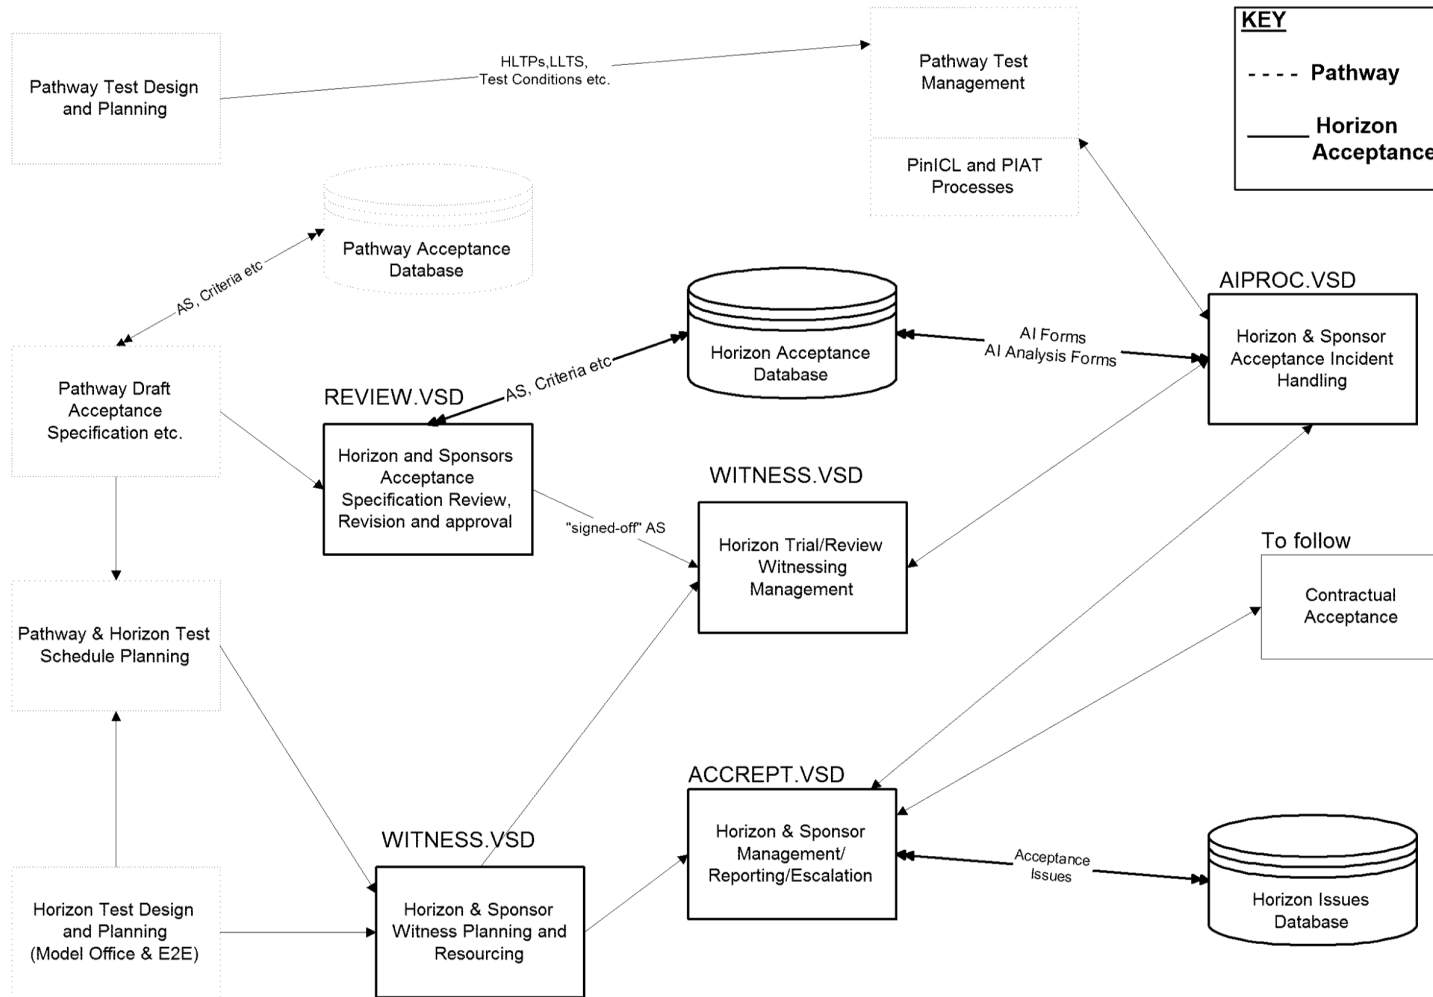 KEY
Pathway
Horizon
Acceptance
Pathway Test Design
and Planning
HLTPs,LLTS,
Test Conditions etc.
Pathway Test
Management
PinICL and PIAT
Processes
Pathway Acceptance
Database
AS, Criteria etc
AIPROC.VSD
Horizon & Sponsor
Acceptance Incident
Handling
Horizon Acceptance
Database
AI Forms
AI Analysis Forms
Pathway Draft
Acceptance
Specification etc.
REVIEW.VSD
AS, Criteria etc
Horizon and Sponsors
Acceptance
Specification Review,
Revision and approval
"signed-off" AS
WITNESS.VSD
Horizon Trial/Review
Witnessing
Management
To follow
Contractual
Acceptance
Pathway & Horizon Test
Schedule Planning
ACCREPT.VSD
Horizon & Sponsor
Management/
Reporting/Escalation
Acceptance
Issues
Horizon Issues
Database
WITNESS.VSD
Horizon & Sponsor
Witness Planning and
Resourcing
Horizon Test Design
and Planning
(Model Office & E2E)